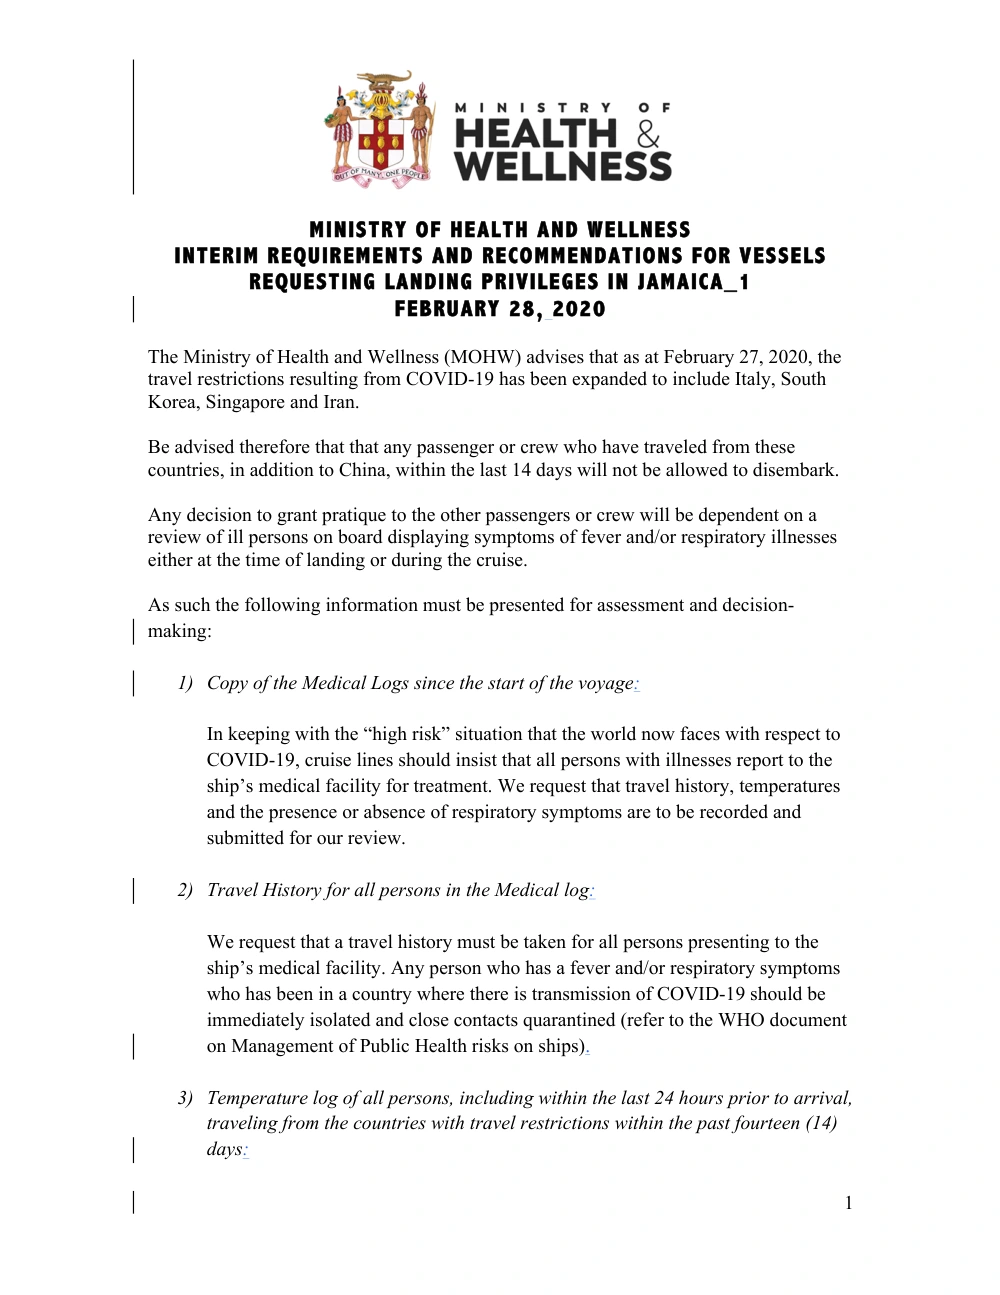 OUT OF MANY, ONE PEOPLE
MINISTRY OF
HEALTH &
WELLNESS
MINISTRY OF HEALTH AND WELLNESS
INTERIM REQUIREMENTS AND RECOMMENDATIONS FOR VESSELS
REQUESTING LANDING PRIVILEGES IN JAMAICA_1
FEBRUARY 28, 2020
The Ministry of Health and Wellness (MOHW) advises that as at February 27, 2020, the
travel restrictions resulting from COVID-19 has been expanded to include Italy, South
Korea, Singapore and Iran.
Be advised therefore that that any passenger or crew who have traveled from these
countries, in addition to China, within the last 14 days will not be allowed to disembark.
Any decision to grant pratique to the other passengers or crew will be dependent on a
review of ill persons on board displaying symptoms of fever and/or respiratory illnesses
either at the time of landing or during the cruise.
As such the following information must be presented for assessment and decision-
making:
1) Copy of the Medical Logs since the start of the voyage:
In keeping with the “high risk” situation that the world now faces with respect to
COVID-19, cruise lines should insist that all persons with illnesses report to the
ship’s medical facility for treatment. We request that travel history, temperatures
and the presence or absence of respiratory symptoms are to be recorded and
submitted for our review.
2) Travel History for all persons in the Medical log:
We request that a travel history must be taken for all persons presenting to the
ship’s medical facility. Any person who has a fever and/or respiratory symptoms
who has been in a country where there is transmission of COVID-19 should be
immediately isolated and close contacts quarantined (refer to the WHO document
on Management of Public Health risks on ships).
3) Temperature log of all persons, including within the last 24 hours prior to arrival,
traveling from the countries with travel restrictions within the past fourteen (14)
days:
1